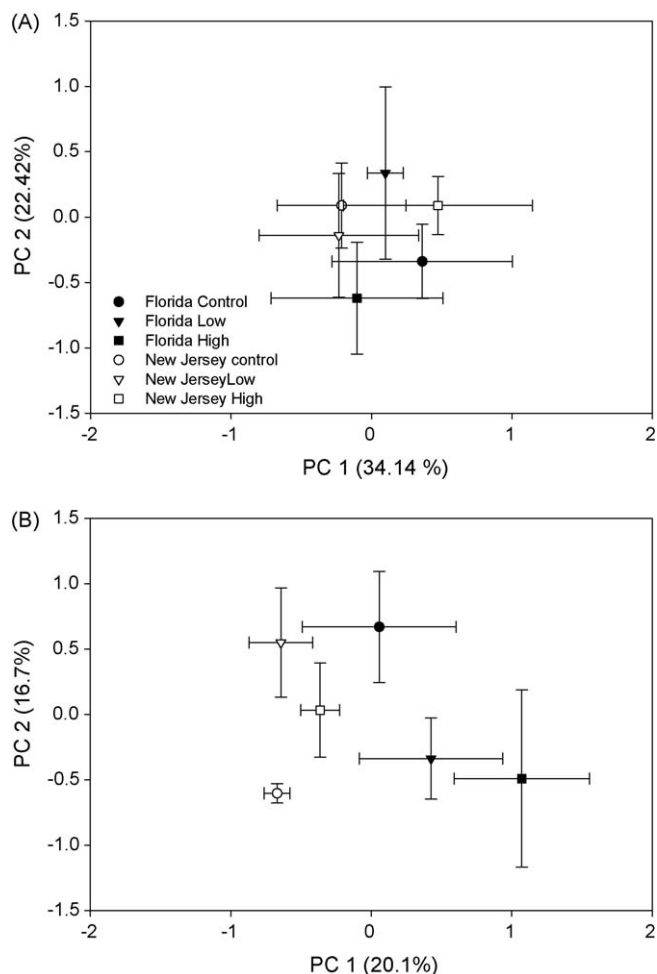 (A)
1.5
1.0
0.5
0.0
-0.5
-1.0
-1.5
PC 2 (22.42%)
Florida Control
Florida Low
Florida High
New Jersey control
New JerseyLow
New Jersey High
-2 -1 0 1 2
PC 1 (34.14 %)
(B)
1.5
1.0
0.5
0.0
-0.5
-1.0
-1.5
PC 2 (16.7%)
-2 -1 0 1 2
PC 1 (20.1%)